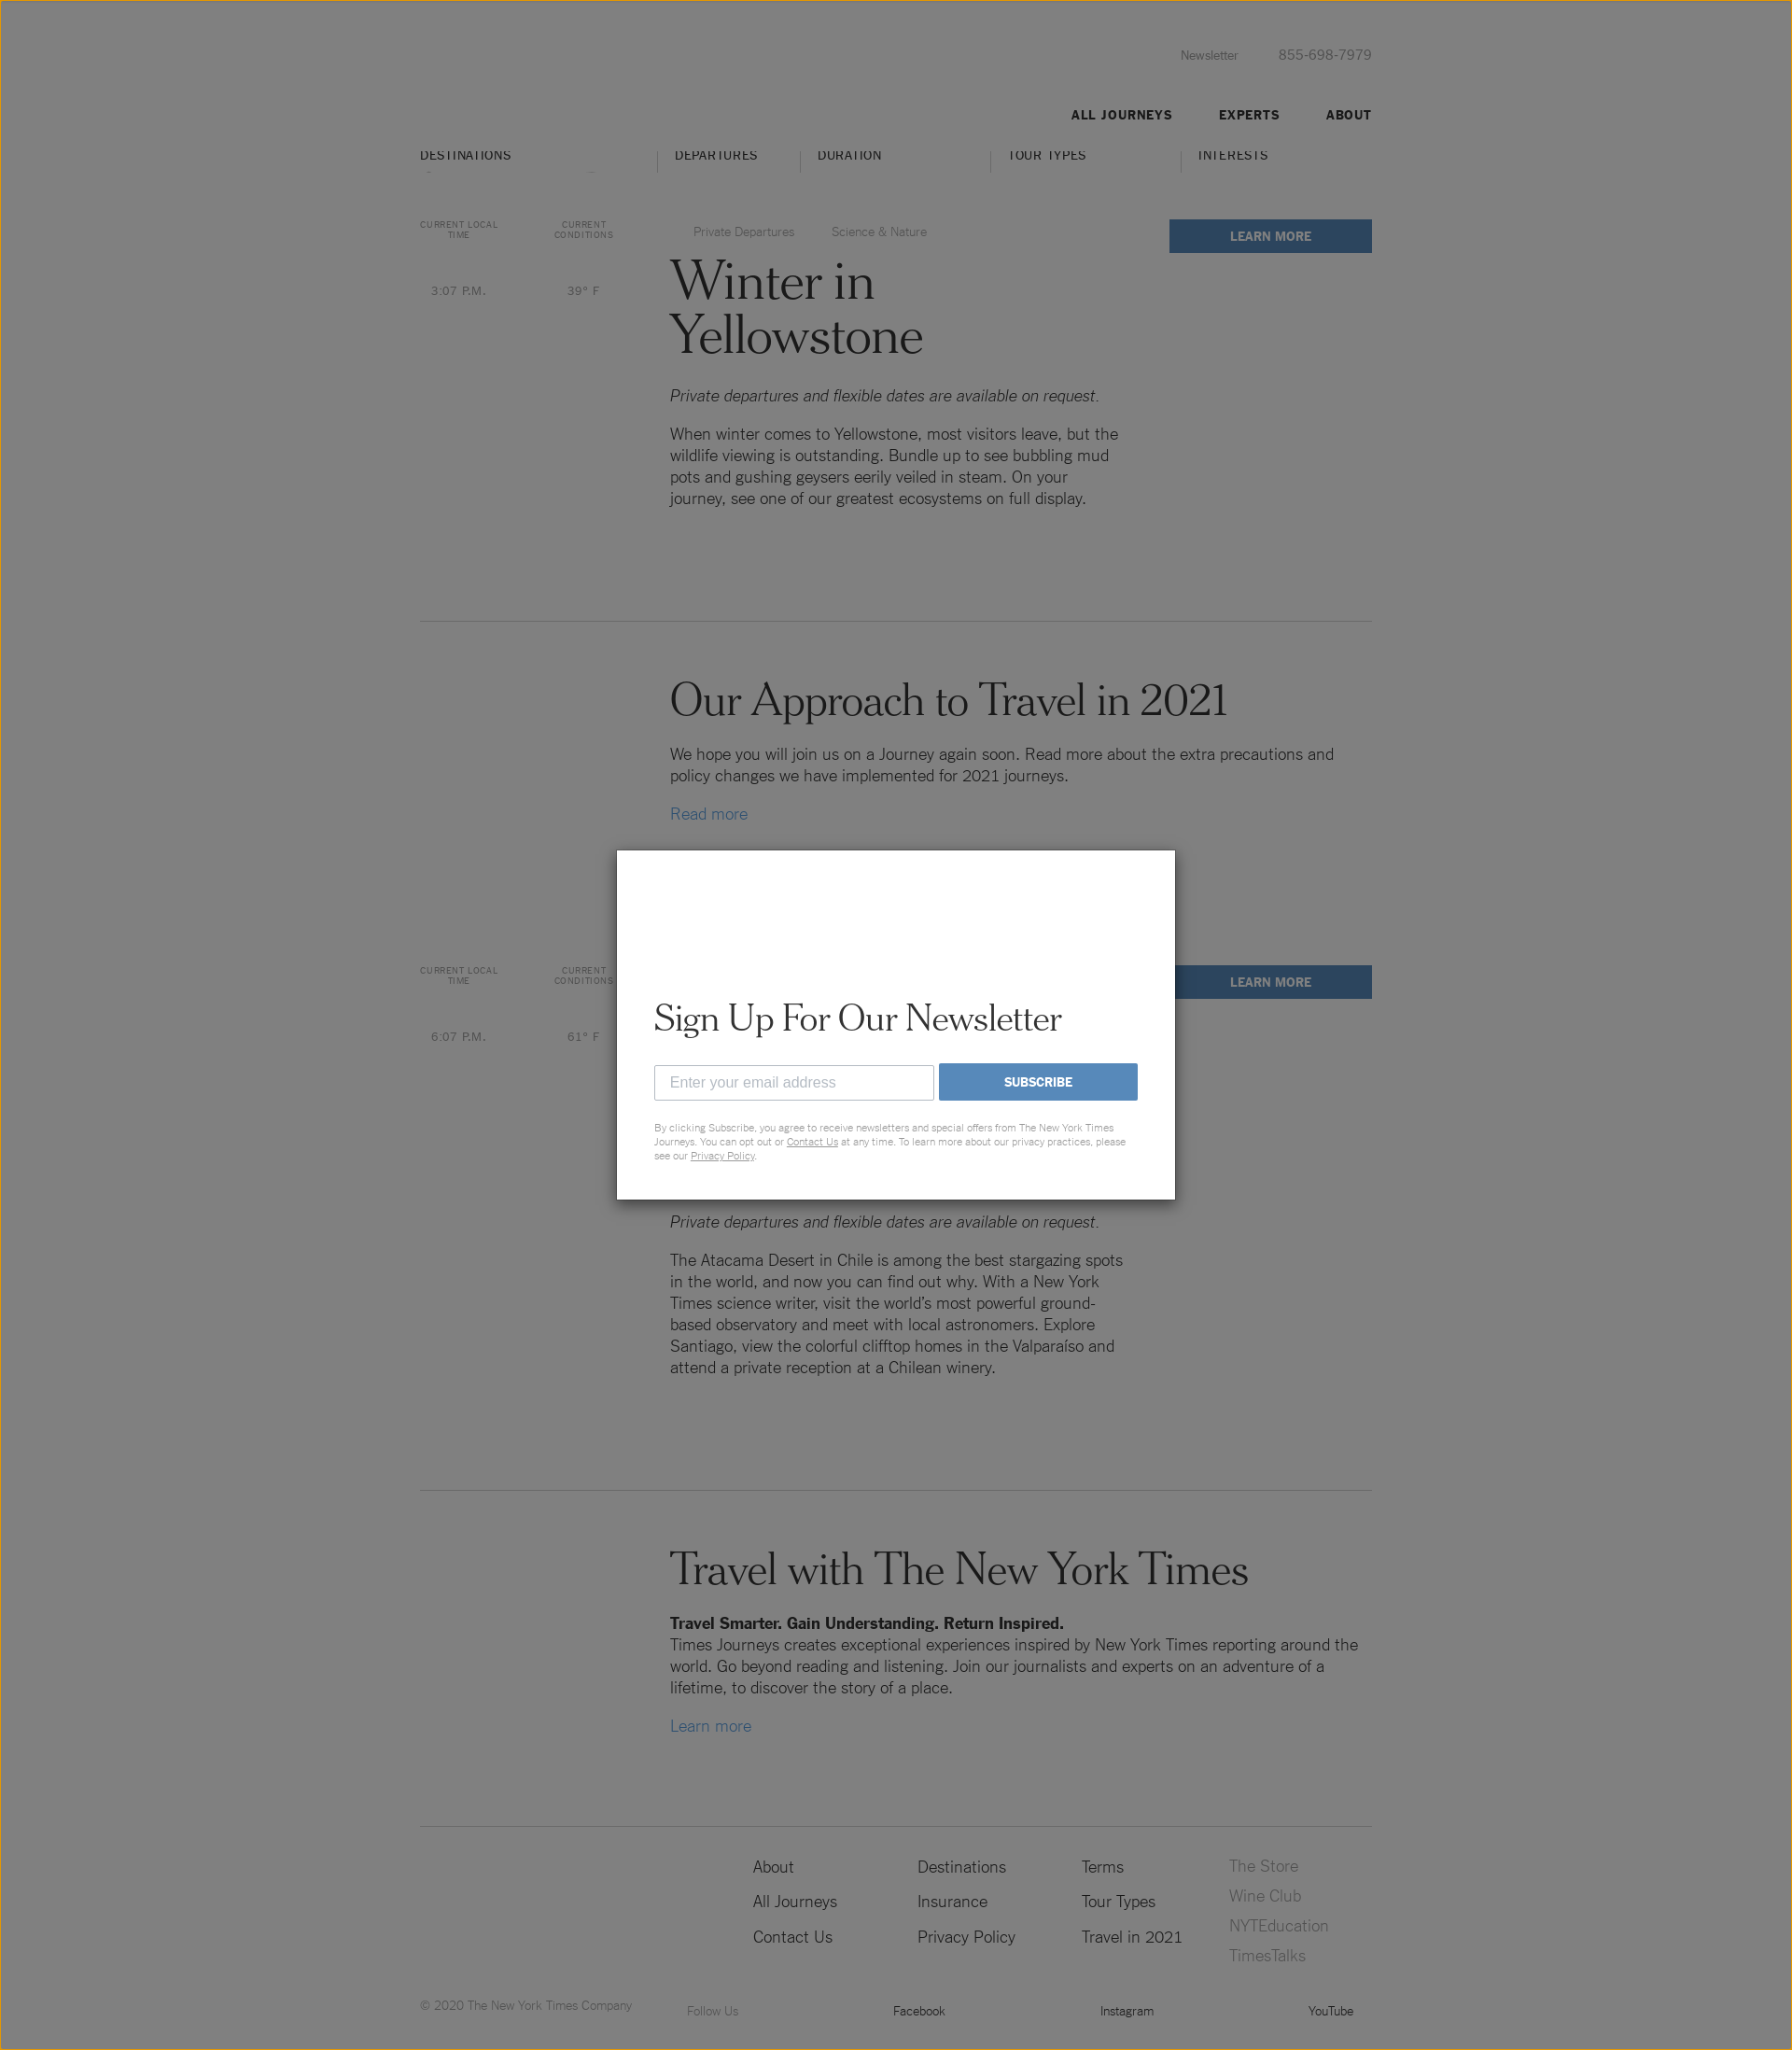 Newsletter 855-698-7979
ALL JOURNEYS EXPERTS ABOUT
DESTINATIONS DEPARTURES DURATION TOUR TYPES INTERESTS
CURRENT LOCAL TIME
CURRENT CONDITIONS
Private Departures Science & Nature
LEARN MORE
3:07 P.M. 39° F
Winter in
Yellowstone
Private departures and flexible dates are available on request.
When winter comes to Yellowstone, most visitors leave, but the
wildlife viewing is outstanding. Bundle up to see bubbling mud
pots and gushing geysers eerily veiled in steam. On your
journey, see one of our greatest ecosystems on full display.
Our Approach to Travel in 2021
We hope you will join us on a Journey again soon. Read more about the extra precautions and
policy changes we have implemented for 2021 journeys.
Read more
CURRENT LOCAL TIME
CURRENT CONDITIONS
LEARN MORE
6:07 P.M. 61° F
Sign Up For Our Newsletter
Enter your email address SUBSCRIBE
By clicking Subscribe, you agree to receive newsletters and special offers from The New York Times
Journeys. You can opt out or Contact Us at any time. To learn more about our privacy practices, please
see our Privacy Policy.
Private departures and flexible dates are available on request.
The Atacama Desert in Chile is among the best stargazing spots
in the world, and now you can find out why. With a New York
Times science writer, visit the world’s most powerful ground-
based observatory and meet with local astronomers. Explore
Santiago, view the colorful clifftop homes in the Valparaíso and
attend a private reception at a Chilean winery.
Travel with The New York Times
Travel Smarter. Gain Understanding. Return Inspired.
Times Journeys creates exceptional experiences inspired by New York Times reporting around the
world. Go beyond reading and listening. Join our journalists and experts on an adventure of a
lifetime, to discover the story of a place.
Learn more
About Destinations Terms The Store
All Journeys Insurance Tour Types Wine Club
Contact Us Privacy Policy Travel in 2021 NYTEducation
TimesTalks
© 2020 The New York Times Company Follow Us Facebook Instagram YouTube